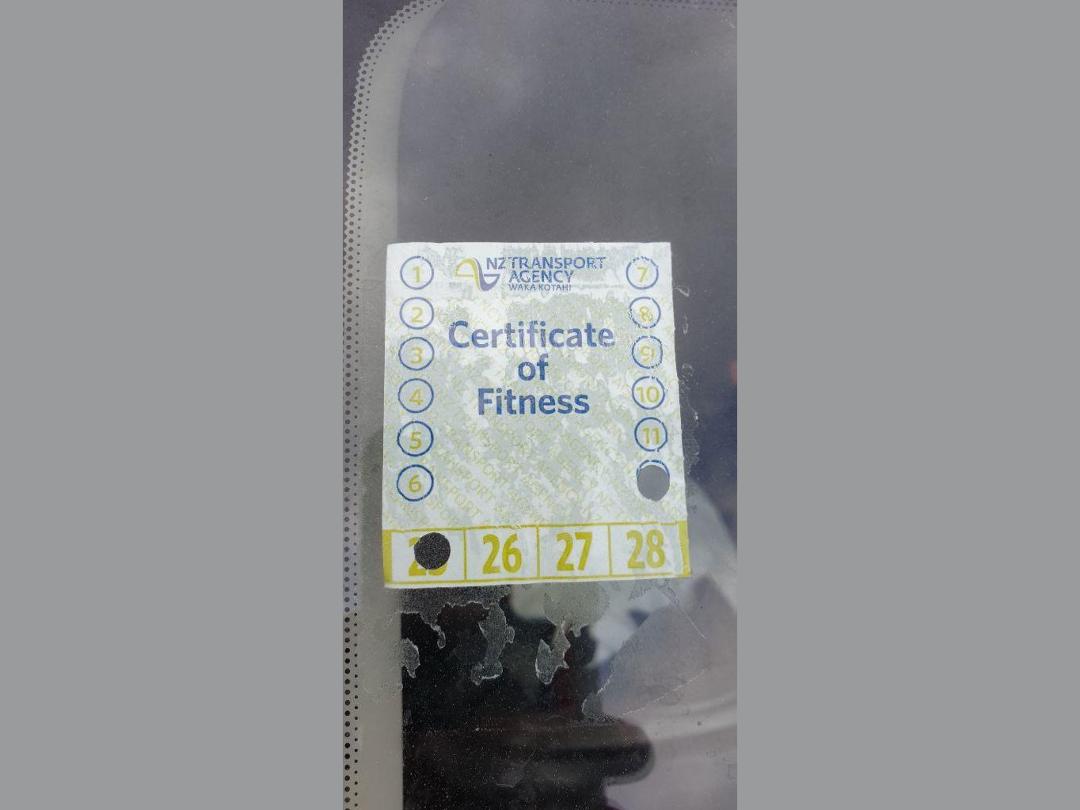 NZ TRANSPORT
AGENCY
WAKA KOTAHI
Certificate
of
Fitness
1
2
3
4
5
6
7
8
9
10
11
26 27 28